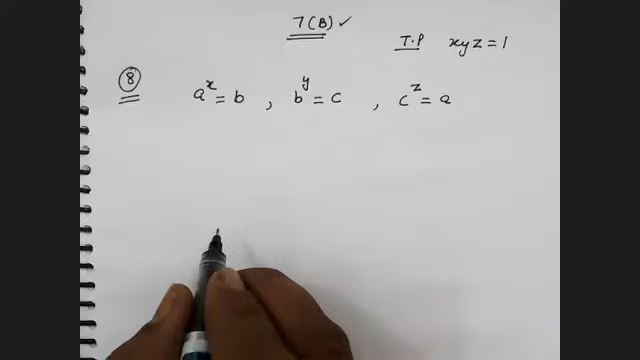 7(B) ✓
T.P xyz = 1
8 a^x = b , b^y = c , c^z = a